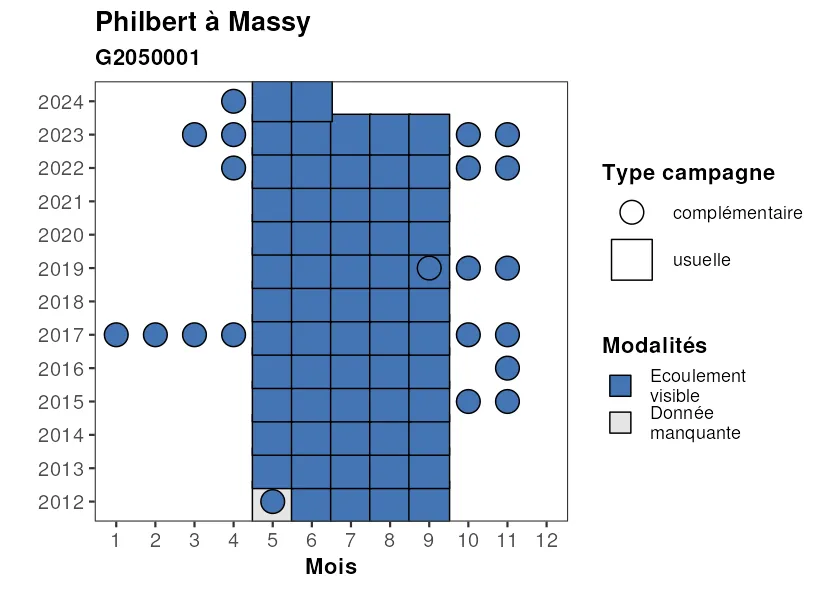 Philbert à Massy
G2050001
2024
2023
2022
2021
2020
2019
2018
2017
2016
2015
2014
2013
2012
1 2 3 4 5 6 7 8 9 10 11 12
Mois
Type campagne
complémentaire
usuelle
Modalités
Ecoulement
visible
Donnée
manquante